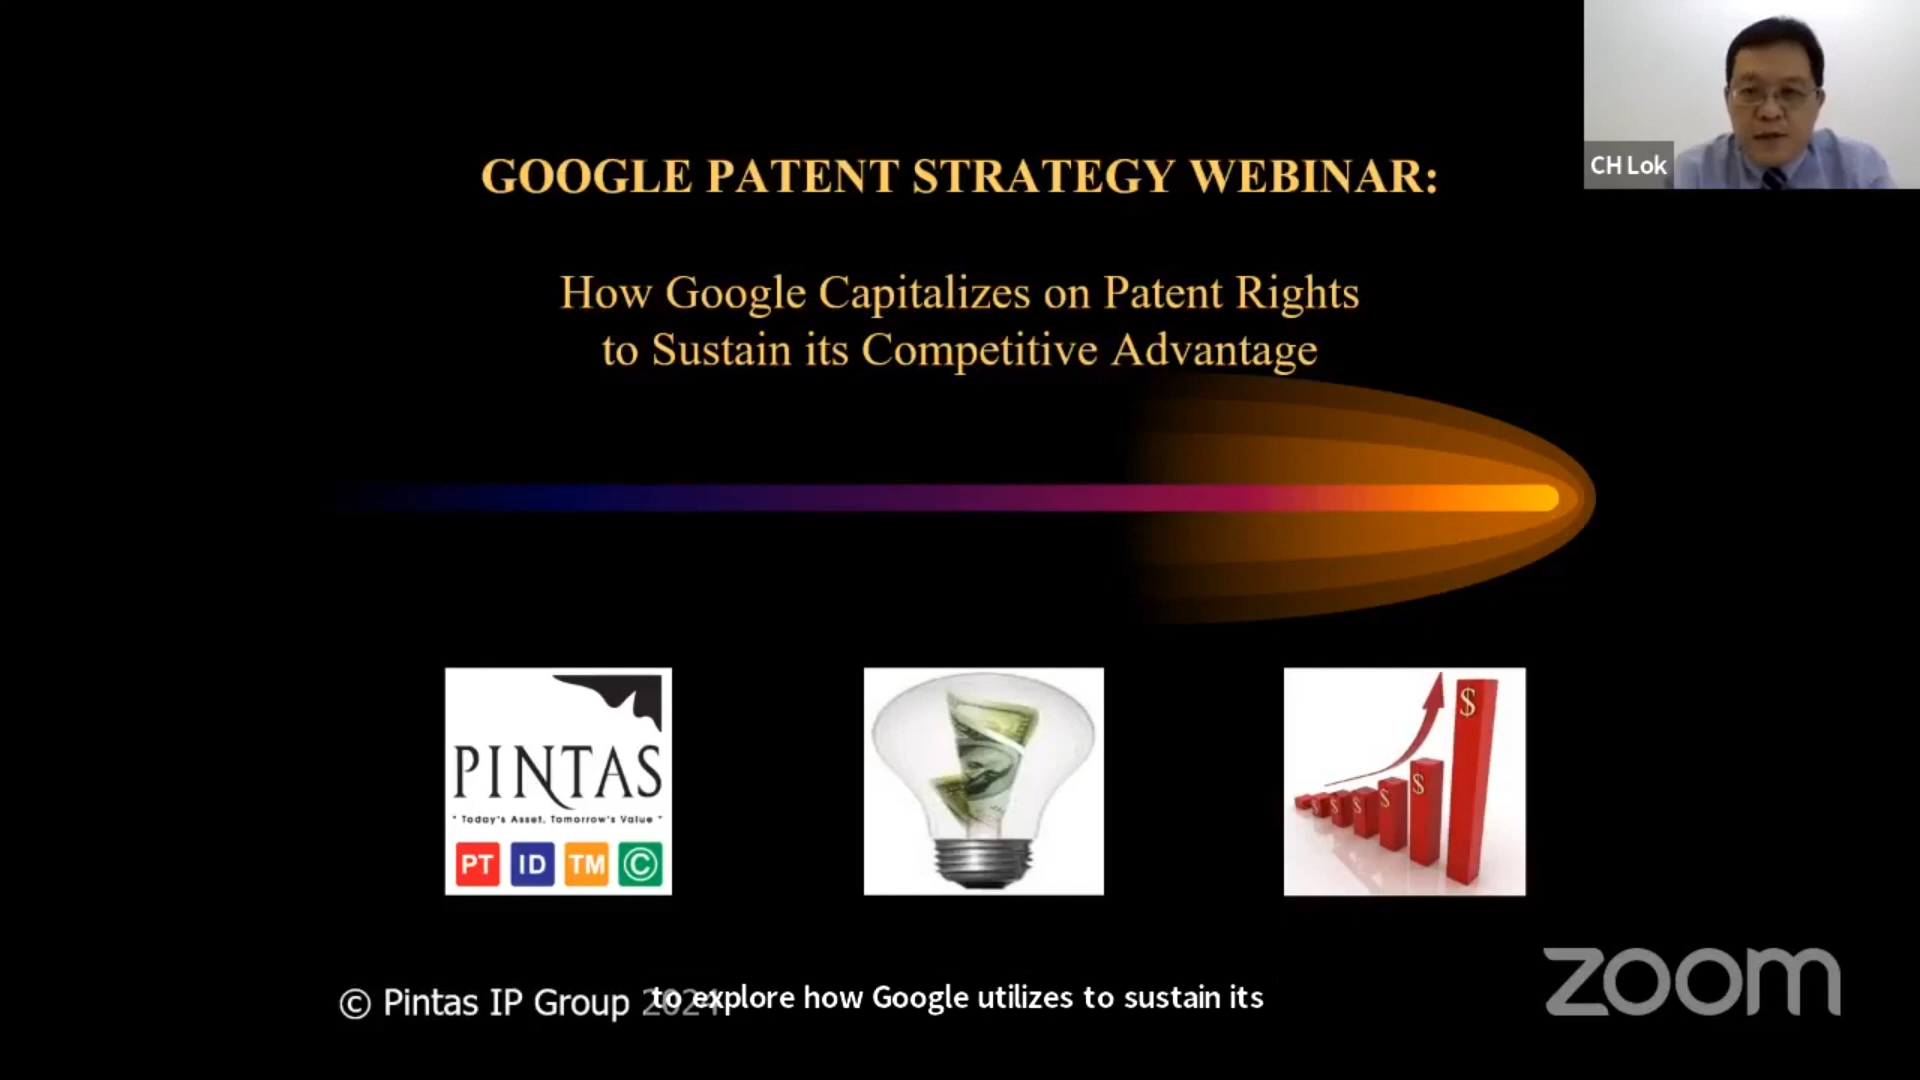 GOOGLE PATENT STRATEGY WEBINAR:
CH Lok
How Google Capitalizes on Patent Rights
to Sustain its Competitive Advantage
PINTAS
"Today's Asset, Tomorrow's Value"
PT ID TM ©
$
$
$
$
$
$
$
© Pintas IP Group 2024
to explore how Google utilizes to sustain its
zoom